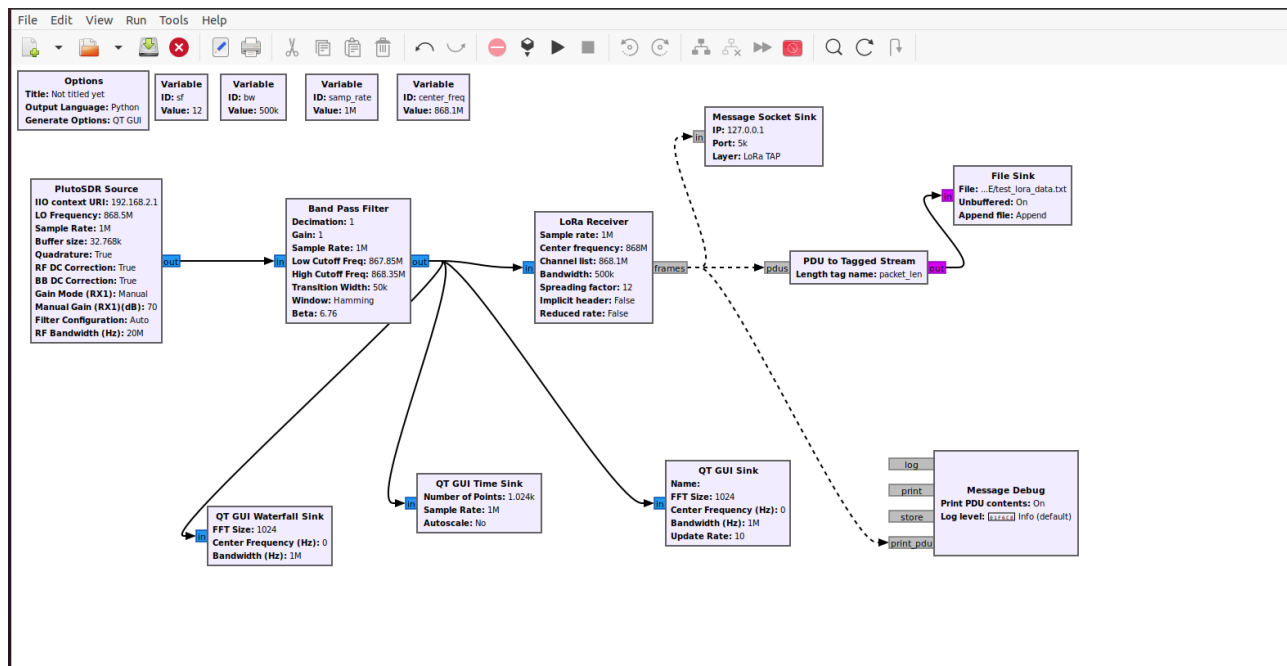 File Edit View Run Tools Help
Options
Title: Not titled yet
Output Language: Python
Generate Options: QT GUI
Variable
ID: sf
Value: 12
Variable
ID: bw
Value: 500k
Variable
ID: samp_rate
Value: 1M
Variable
ID: center_freq
Value: 868.1M
Message Socket Sink
IP: 127.0.0.1
Port: 5k
Layer: LoRa TAP
in
File Sink
File: ...E/test_lora_data.txt
Unbuffered: On
Append file: Append
in
PlutoSDR Source
IIO context URI: 192.168.2.1
LO Frequency: 868.5M
Sample Rate: 1M
Buffer size: 32.768k
Quadrature: True
RF DC Correction: True
BB DC Correction: True
Gain Mode (RX1): Manual
Manual Gain (RX1)(dB): 70
Filter Configuration: Auto
RF Bandwidth (Hz): 20M
out
Band Pass Filter
Decimation: 1
Gain: 1
Sample Rate: 1M
Low Cutoff Freq: 867.85M
High Cutoff Freq: 868.35M
Transition Width: 50k
Window: Hamming
Beta: 6.76
in
out
LoRa Receiver
Sample rate: 1M
Center frequency: 868M
Channel list: 868.1M
Bandwidth: 500k
Spreading factor: 12
Implicit header: False
Reduced rate: False
in
frames
PDU to Tagged Stream
Length tag name: packet_len
pdus
out
QT GUI Waterfall Sink
FFT Size: 1024
Center Frequency (Hz): 0
Bandwidth (Hz): 1M
in
QT GUI Time Sink
Number of Points: 1.024k
Sample Rate: 1M
Autoscale: No
in
QT GUI Sink
Name:
FFT Size: 1024
Center Frequency (Hz): 0
Bandwidth (Hz): 1M
Update Rate: 10
in
log
print
store
print_pdu
Message Debug
Print PDU contents: On
Log level: Info (default)